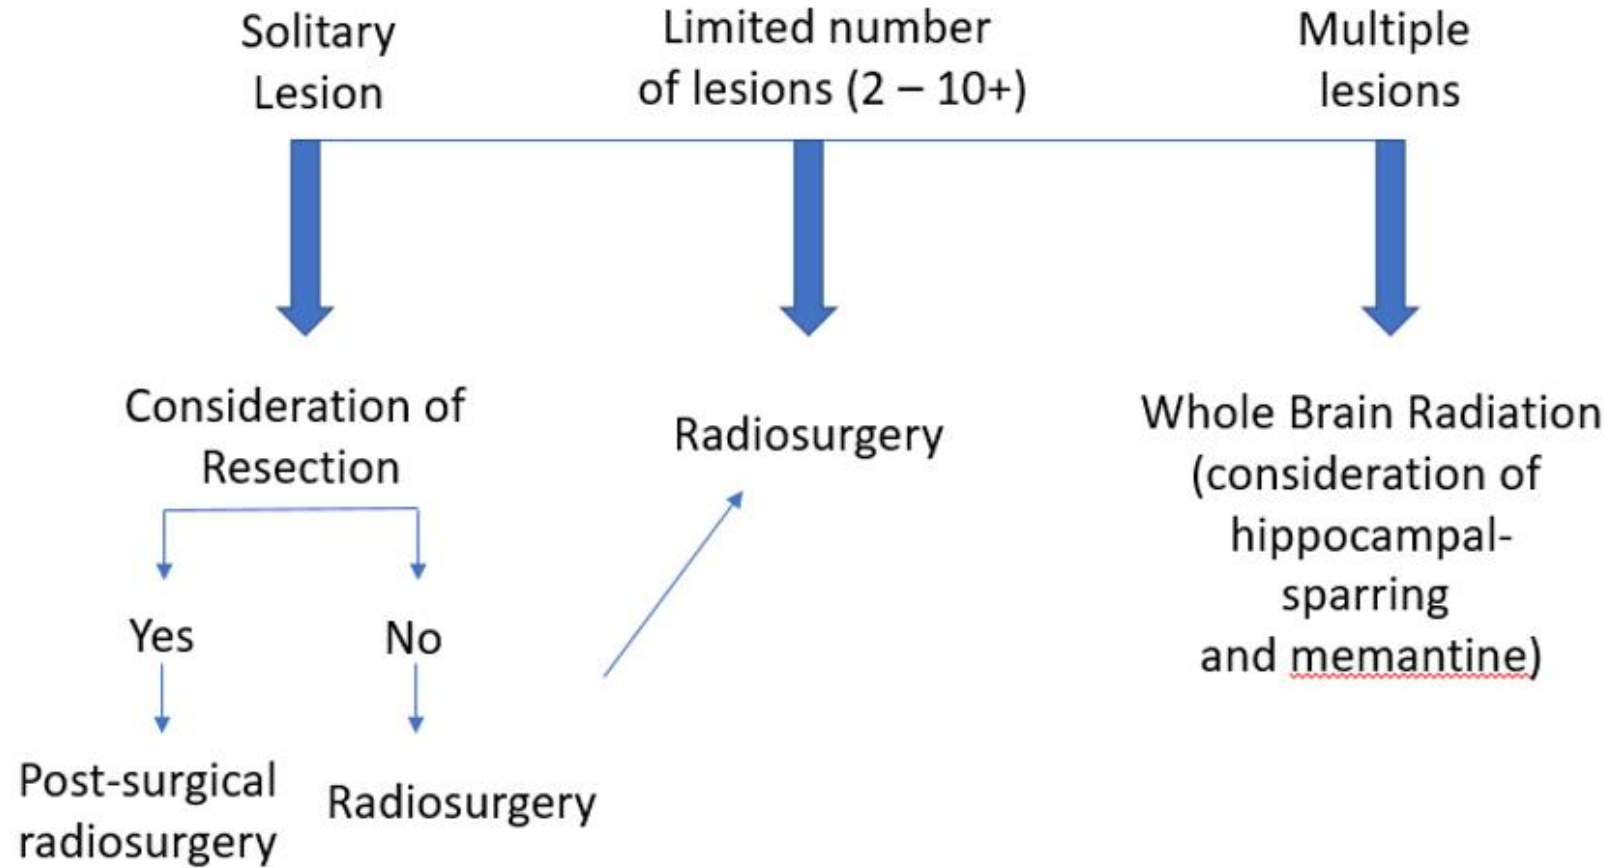 Solitary
Lesion
Limited number
of lesions (2 – 10+)
Multiple
lesions
Consideration of
Resection
Yes
No
Post-surgical
radiosurgery
Radiosurgery
Radiosurgery
Whole Brain Radiation
(consideration of
hippocampal-
sparring
and memantine)